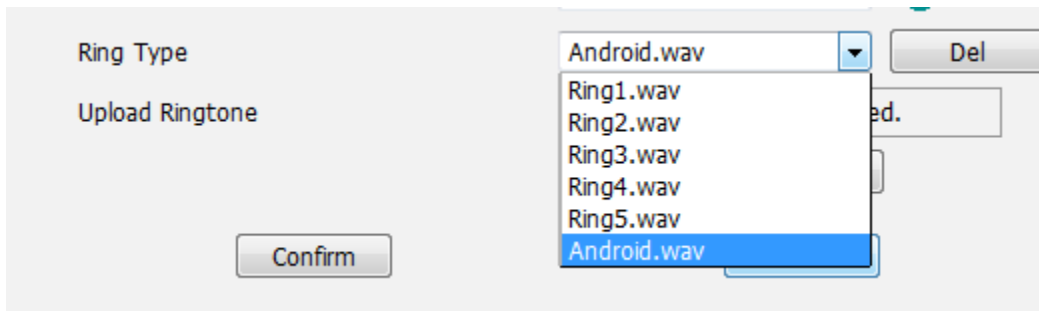 Ring Type Android.wav Del
Ring1.wav
Upload Ringtone Ring2.wav ed.
Ring3.wav
Ring4.wav
Ring5.wav
Confirm Android.wav